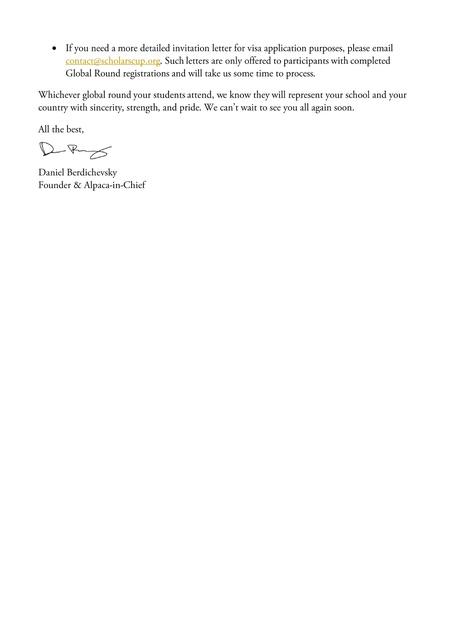 • If you need a more detailed invitation letter for visa application purposes, please email
contact@scholarscup.org. Such letters are only offered to participants with completed
Global Round registrations and will take us some time to process.
Whichever global round your students attend, we know they will represent your school and your
country with sincerity, strength, and pride. We can't wait to see you all again soon.
All the best,
Daniel Berdichevsky
Founder & Alpaca-in-Chief